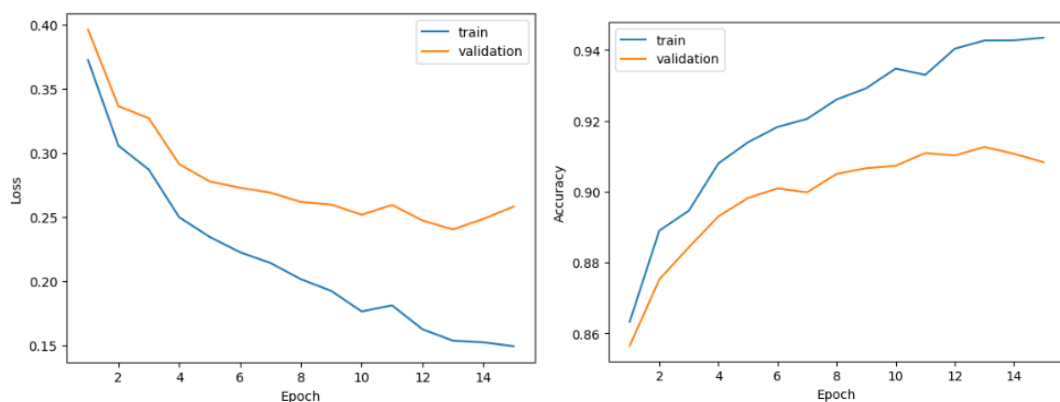 0.40
0.35
0.30
0.25
0.20
0.15
Loss
train
validation
2 4 6 8 10 12 14
Epoch
0.94
0.92
0.90
0.88
0.86
Accuracy
train
validation
2 4 6 8 10 12 14
Epoch